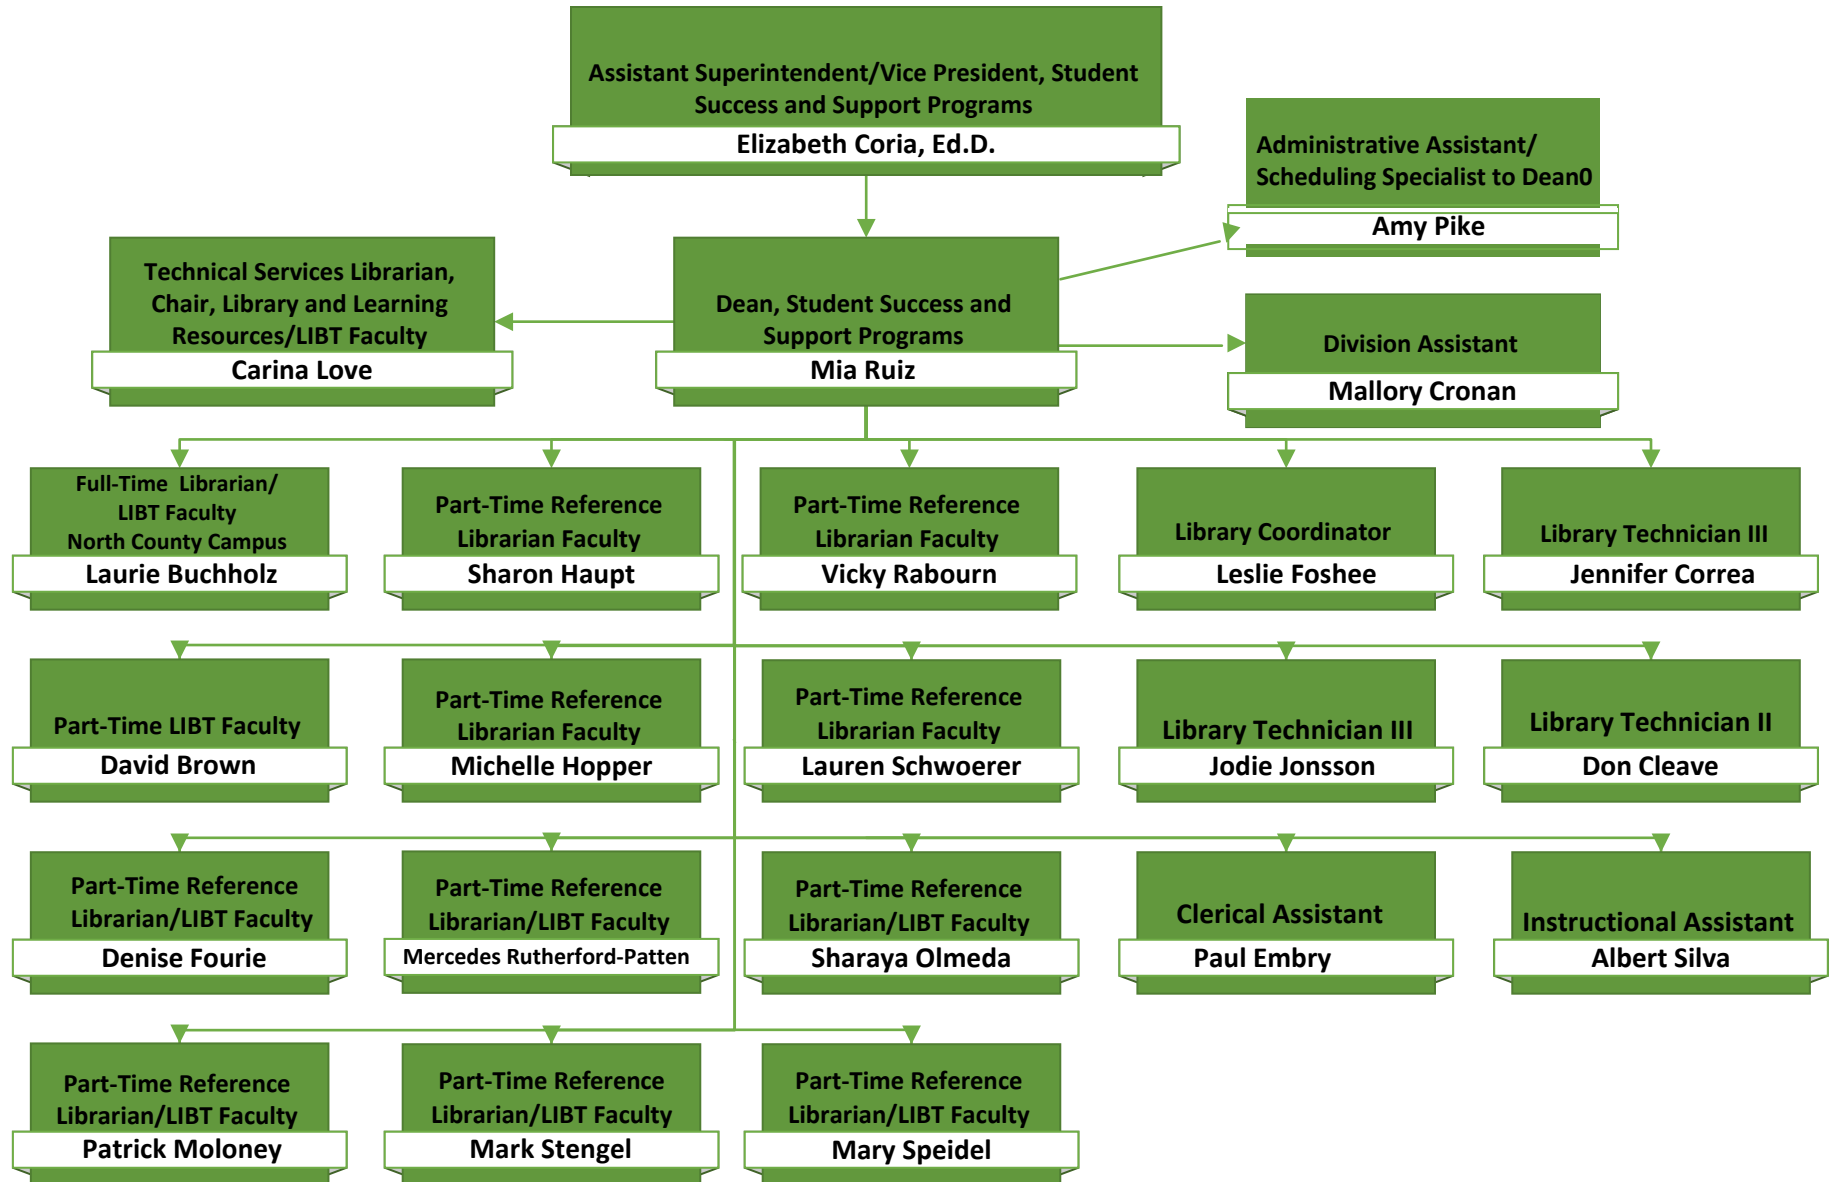 Assistant Superintendent/Vice President, Student
Success and Support Programs
Elizabeth Coria, Ed.D.
Administrative Assistant/
Scheduling Specialist to Dean0
Amy Pike
Technical Services Librarian,
Chair, Library and Learning
Resources/LIBT Faculty
Carina Love
Dean, Student Success and
Support Programs
Mia Ruiz
Division Assistant
Mallory Cronan
Full-Time Librarian/
LIBT Faculty
North County Campus
Laurie Buchholz
Part-Time Reference
Librarian Faculty
Sharon Haupt
Part-Time Reference
Librarian Faculty
Vicky Rabourn
Library Coordinator
Leslie Foshee
Library Technician III
Jennifer Correa
Part-Time LIBT Faculty
David Brown
Part-Time Reference
Librarian Faculty
Michelle Hopper
Part-Time Reference
Librarian Faculty
Lauren Schwoerer
Library Technician III
Jodie Jonsson
Library Technician II
Don Cleave
Part-Time Reference
Librarian/LIBT Faculty
Denise Fourie
Part-Time Reference
Librarian/LIBT Faculty
Mercedes Rutherford-Patten
Part-Time Reference
Librarian/LIBT Faculty
Sharaya Olmeda
Clerical Assistant
Paul Embry
Instructional Assistant
Albert Silva
Part-Time Reference
Librarian/LIBT Faculty
Patrick Moloney
Part-Time Reference
Librarian/LIBT Faculty
Mark Stengel
Part-Time Reference
Librarian/LIBT Faculty
Mary Speidel